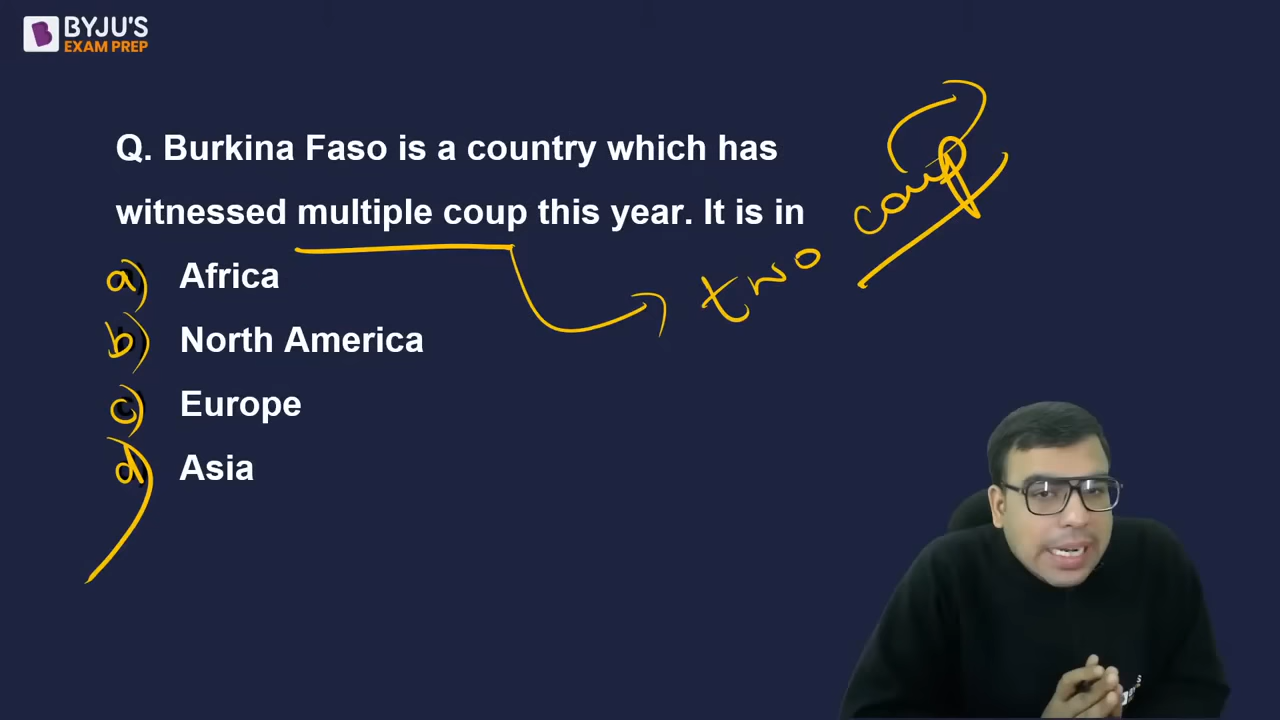 BYJU'S
EXAM PREP
Q. Burkina Faso is a country which has
witnessed multiple coup this year. It is in
a) Africa
b) North America
c) Europe
d) Asia
two coup